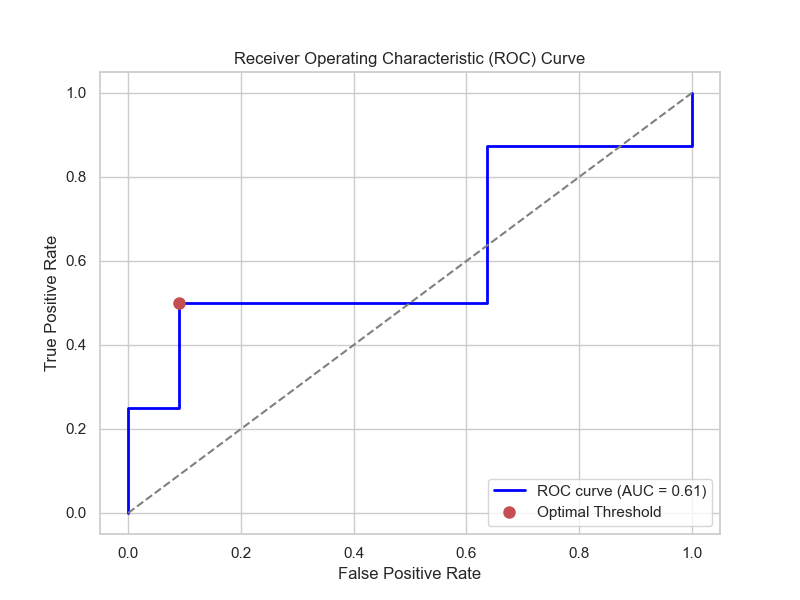 Receiver Operating Characteristic (ROC) Curve
True Positive Rate
1.0
0.8
0.6
0.4
0.2
0.0
ROC curve (AUC = 0.61)
Optimal Threshold
0.0 0.2 0.4 0.6 0.8 1.0
False Positive Rate